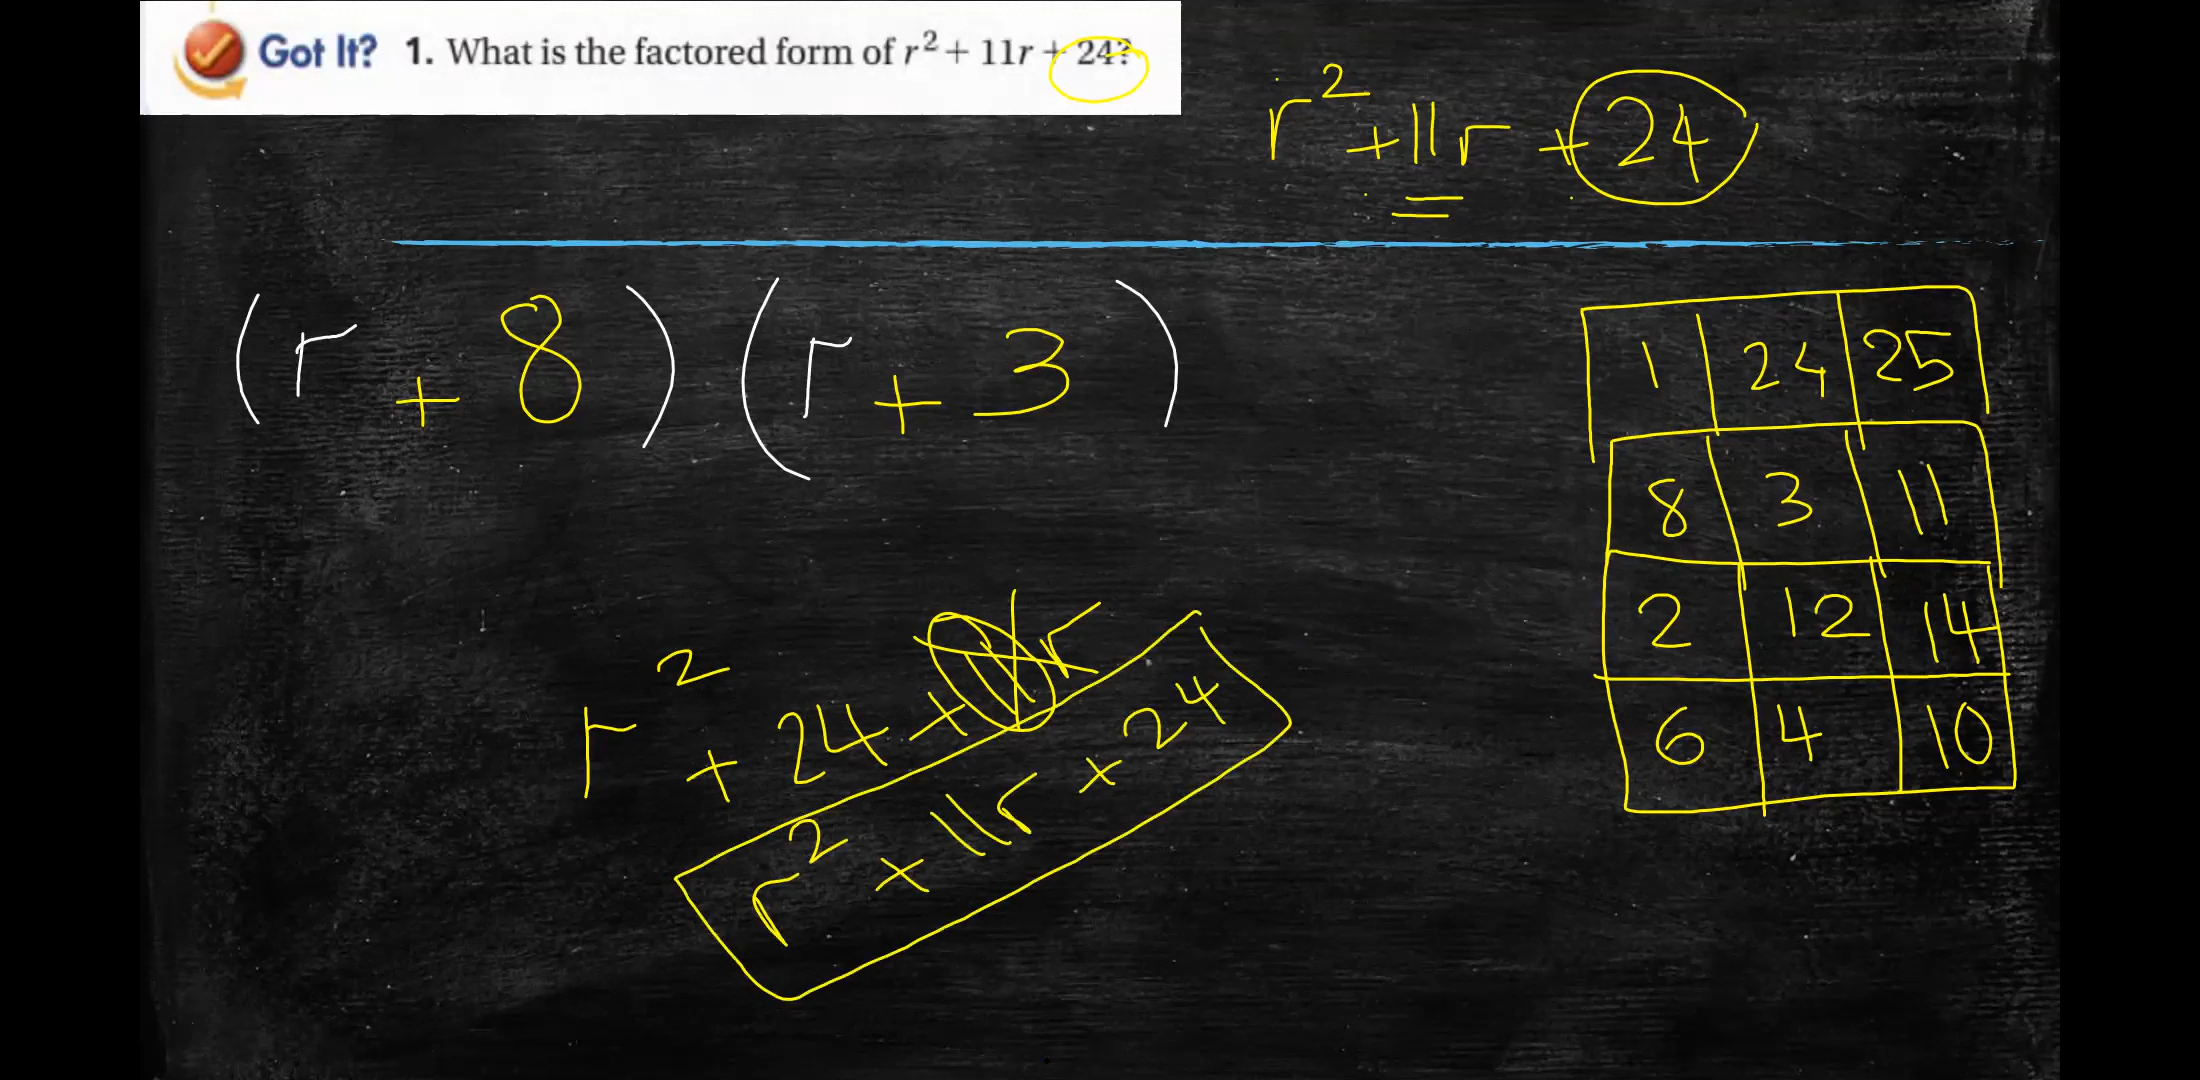 Got It? 1. What is the factored form of r² + 11r + 24?
r² + 11r + 24
(r + 8)(r + 3)
1 24 25
8 3 11
2 12 14
6 4 10
r² + 24 +
r² + 11r + 24